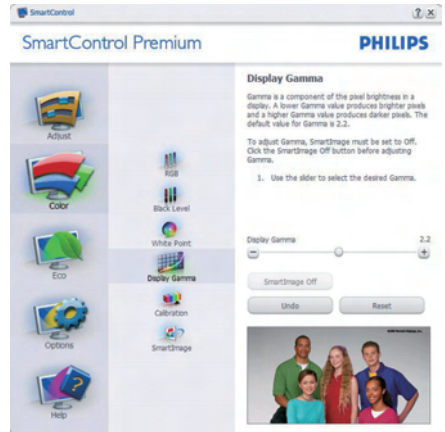 SmartControl
SmartControl Premium
PHILIPS
Adjust
Color
Eco
Options
Help
RGB
Black Level
White Point
Display Gamma
Calibration
SmartImage
Display Gamma
Gamma is a component of the pixel brightness in a
display. A lower Gamma value produces brighter pixels
and a higher Gamma value produces darker pixels. The
default value for Gamma is 2.2.
To adjust Gamma, SmartImage must be set to Off.
Click the SmartImage Off button before adjusting
Gamma.
1. Use the slider to select the desired Gamma.
Display Gamma 2.2
SmartImage Off
Undo Reset